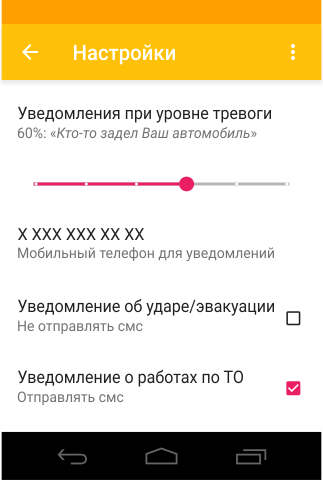 Настройки
Уведомления при уровне тревоги
60%: «Кто-то задел Ваш автомобиль»
X XXX XXX XX XX
Мобильный телефон для уведомлений
Уведомление об ударе/эвакуации
Не отправлять смс
Уведомление о работах по ТО
Отправлять смс